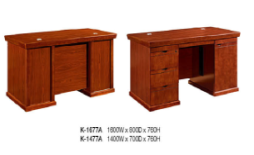 K-1677A 1600W x 800D x 760H
K-1477A 1400W x 700D x 760H